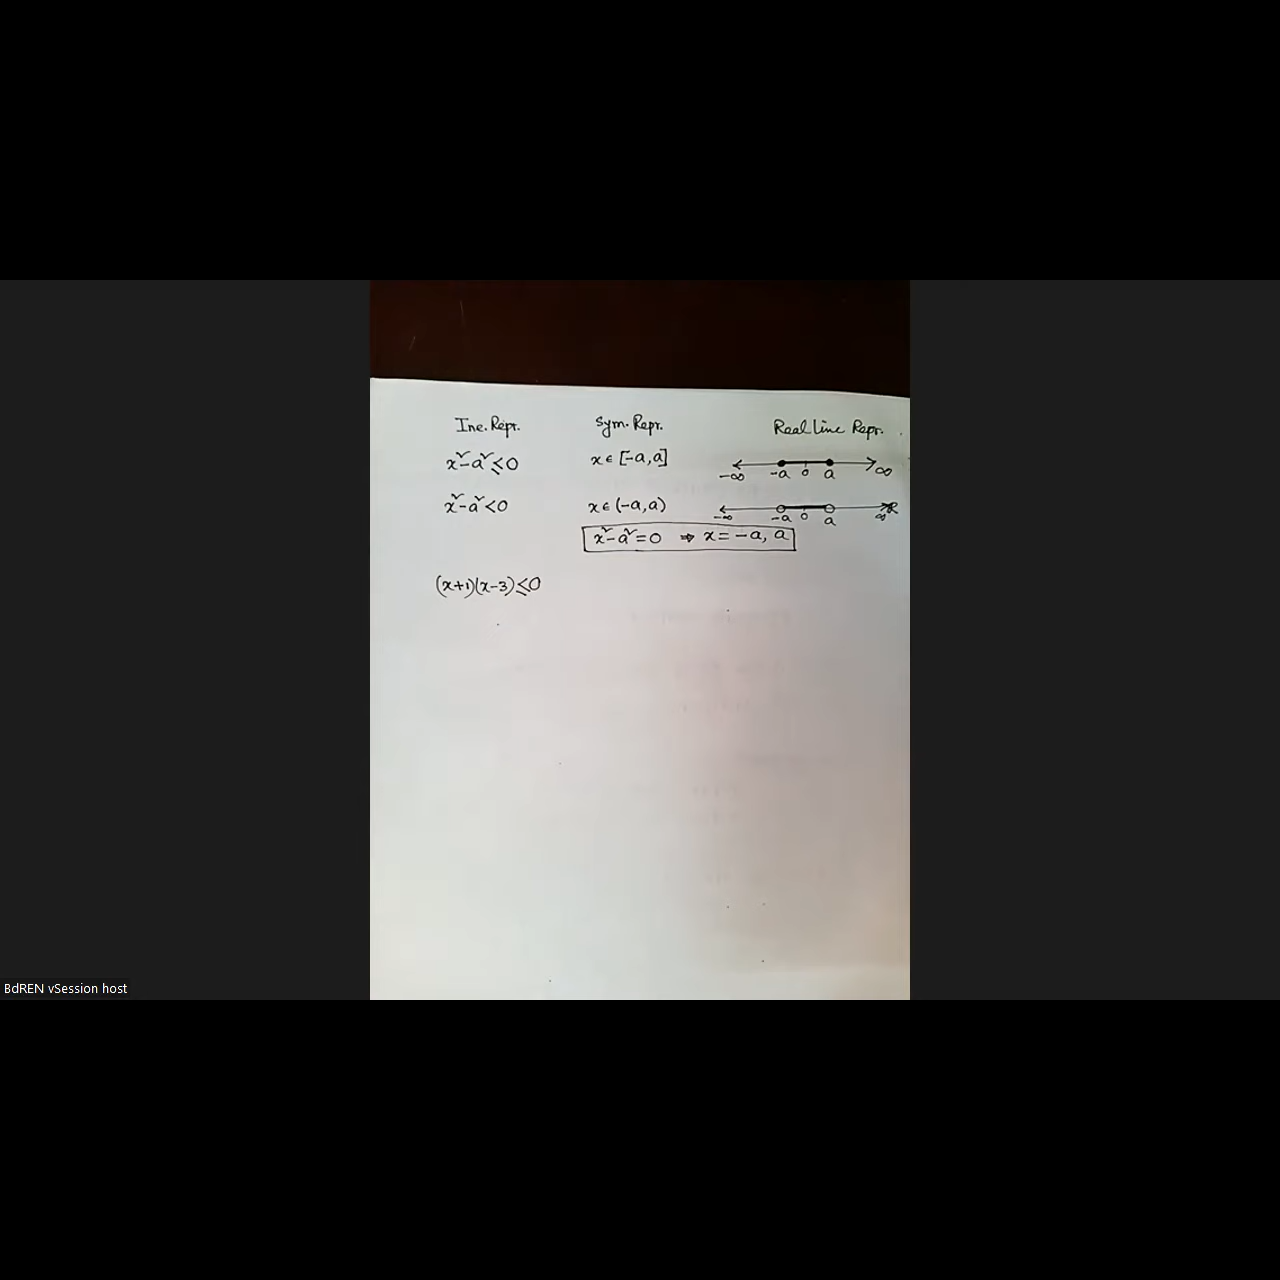 Ine. Repr. Sym. Repr. Real Line Repr.
x²-a² ≤ 0 x ∈ [-a, a] -∞ -a 0 a ∞
x²-a² < 0 x ∈ (-a, a) -∞ -a 0 a ∞ R
x²-a² = 0 ⇒ x = -a, a
(x+1)(x-3) ≤ 0
BdREN vSession host